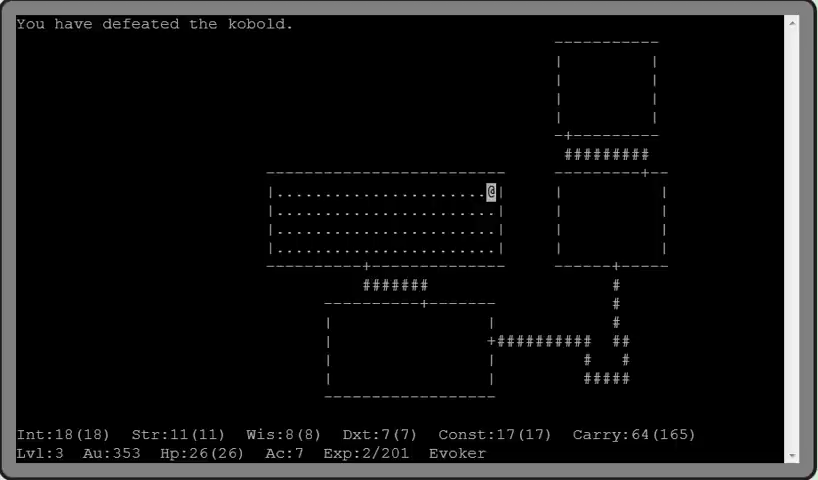 You have defeated the kobold.
@
Int:18(18) Str:11(11) Wis:8(8) Dxt:7(7) Const:17(17) Carry:64(165)
Lvl:3 Au:353 Hp:26(26) Ac:7 Exp:2/201 Evoker